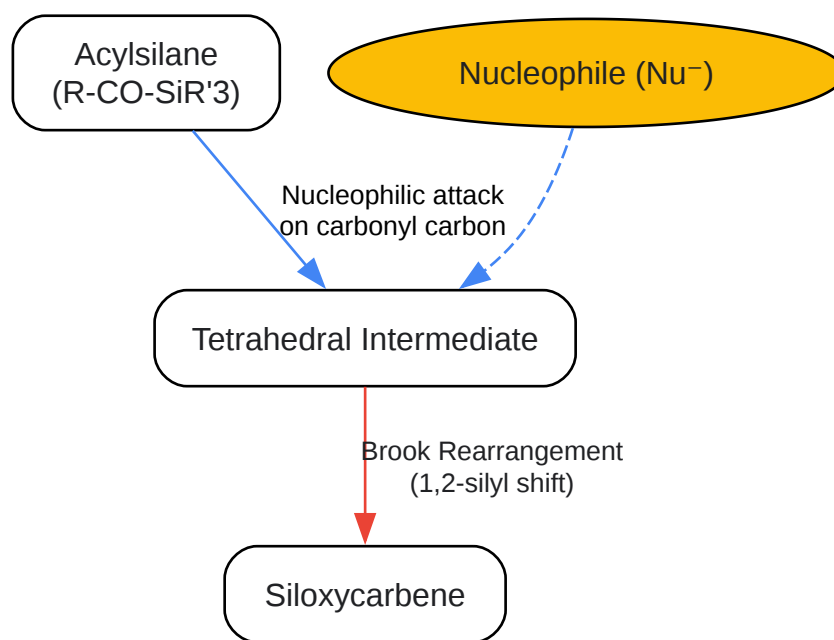 Acylsilane
(R-CO-SiR'3)
Nucleophile (Nu⁻)
Nucleophilic attack
on carbonyl carbon
Tetrahedral Intermediate
Brook Rearrangement
(1,2-silyl shift)
Siloxycarbene